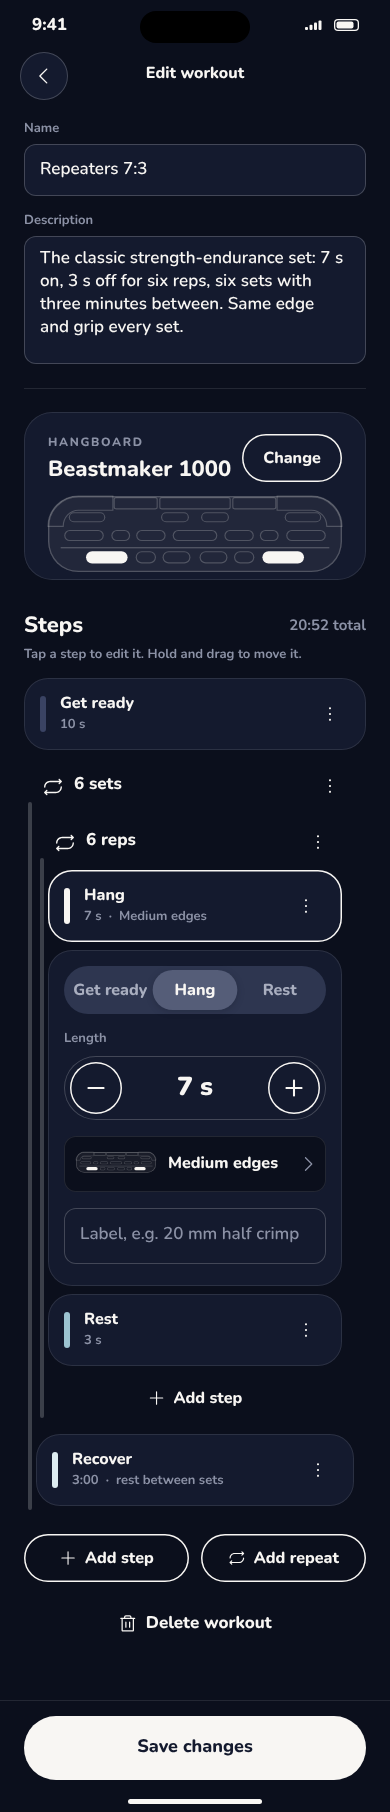 9:41
Edit workout
Name
Repeaters 7:3
Description
The classic strength-endurance set: 7 s
on, 3 s off for six reps, six sets with
three minutes between. Same edge
and grip every set.
HANGBOARD
Beastmaker 1000
Change
Steps
20:52 total
Tap a step to edit it. Hold and drag to move it.
Get ready
10 s
6 sets
6 reps
Hang
7 s · Medium edges
Get ready
Hang
Rest
Length
7 s
Medium edges
Label, e.g. 20 mm half crimp
Rest
3 s
Add step
Recover
3:00 · rest between sets
Add step
Add repeat
Delete workout
Save changes